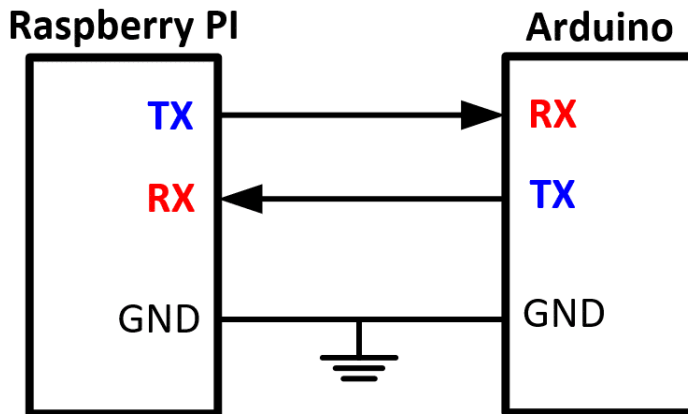 Raspberry PI
Arduino
TX
RX
RX
TX
GND
GND